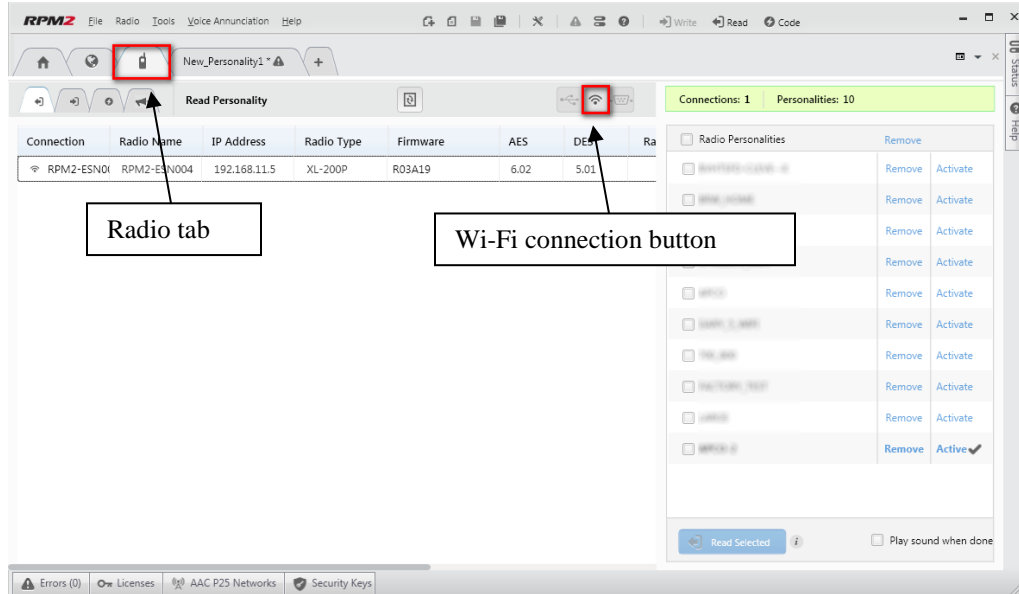 RPM2 File Radio Tools Voice Annunciation Help Write Read Code
New_Personality1 * +
Status
Help
Read Personality
Connections: 1 Personalities: 10
Connection Radio Name IP Address Radio Type Firmware AES DES Ra
RPM2-ESN0( RPM2-ESN004 192.168.11.5 XL-200P R03A19 6.02 5.01
Radio tab
Wi-Fi connection button
Radio Personalities Remove
Remove Activate
Remove Activate
Remove Activate
Remove Activate
Remove Activate
Remove Activate
Remove Activate
Remove Activate
Remove Activate
Remove Active
Read Selected i Play sound when done
Errors (0) Licenses AAC P25 Networks Security Keys